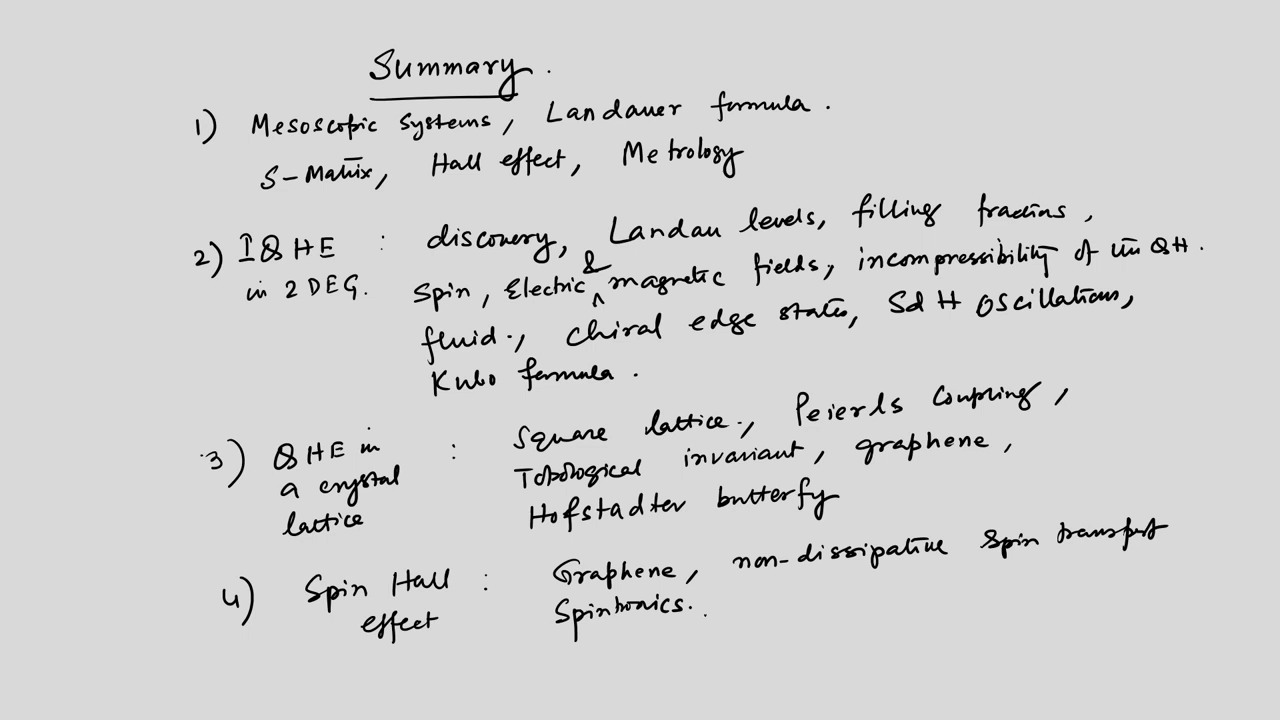 Summary.
1) Mesoscopic Systems, Landauer formula.
S-Matrix, Hall effect, Metrology
2) IQHE : discovery, Landau levels, filling fractions,
in 2DEG. Spin, Electric & magnetic fields, incompressibility of the QH.
fluid., Chiral edge states, SdH Oscillations,
Kubo formula.
3) QHE in : Square lattice., Peierls Coupling,
a crystal Topological invariant, graphene,
lattice Hofstadter butterfy
4) Spin Hall : Graphene, non-dissipative Spin transport
effect Spintronics..